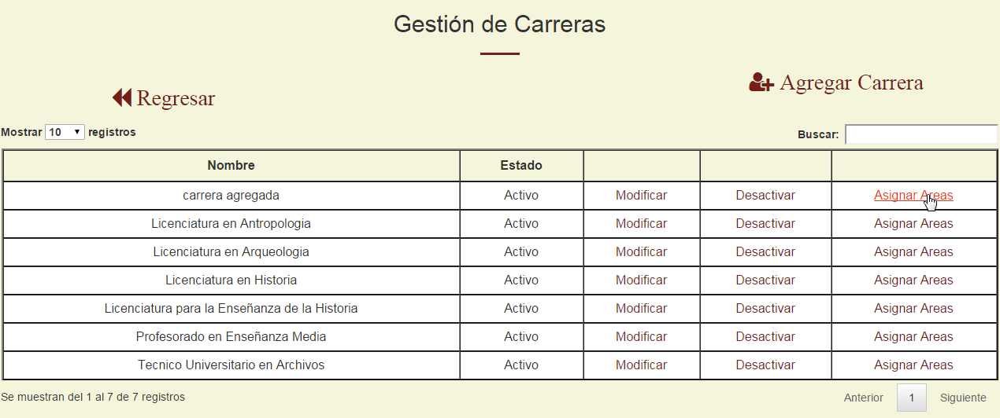 Gestión de Carreras
Agregar Carrera
Regresar
Mostrar 10 registros
Buscar:
Nombre Estado
carrera agregada Activo Modificar Desactivar Asignar Areas
Licenciatura en Antropologia Activo Modificar Desactivar Asignar Areas
Licenciatura en Arqueologia Activo Modificar Desactivar Asignar Areas
Licenciatura en Historia Activo Modificar Desactivar Asignar Areas
Licenciatura para la Enseñanza de la Historia Activo Modificar Desactivar Asignar Areas
Profesorado en Enseñanza Media Activo Modificar Desactivar Asignar Areas
Tecnico Universitario en Archivos Activo Modificar Desactivar Asignar Areas
Se muestran del 1 al 7 de 7 registros
Anterior 1 Siguiente